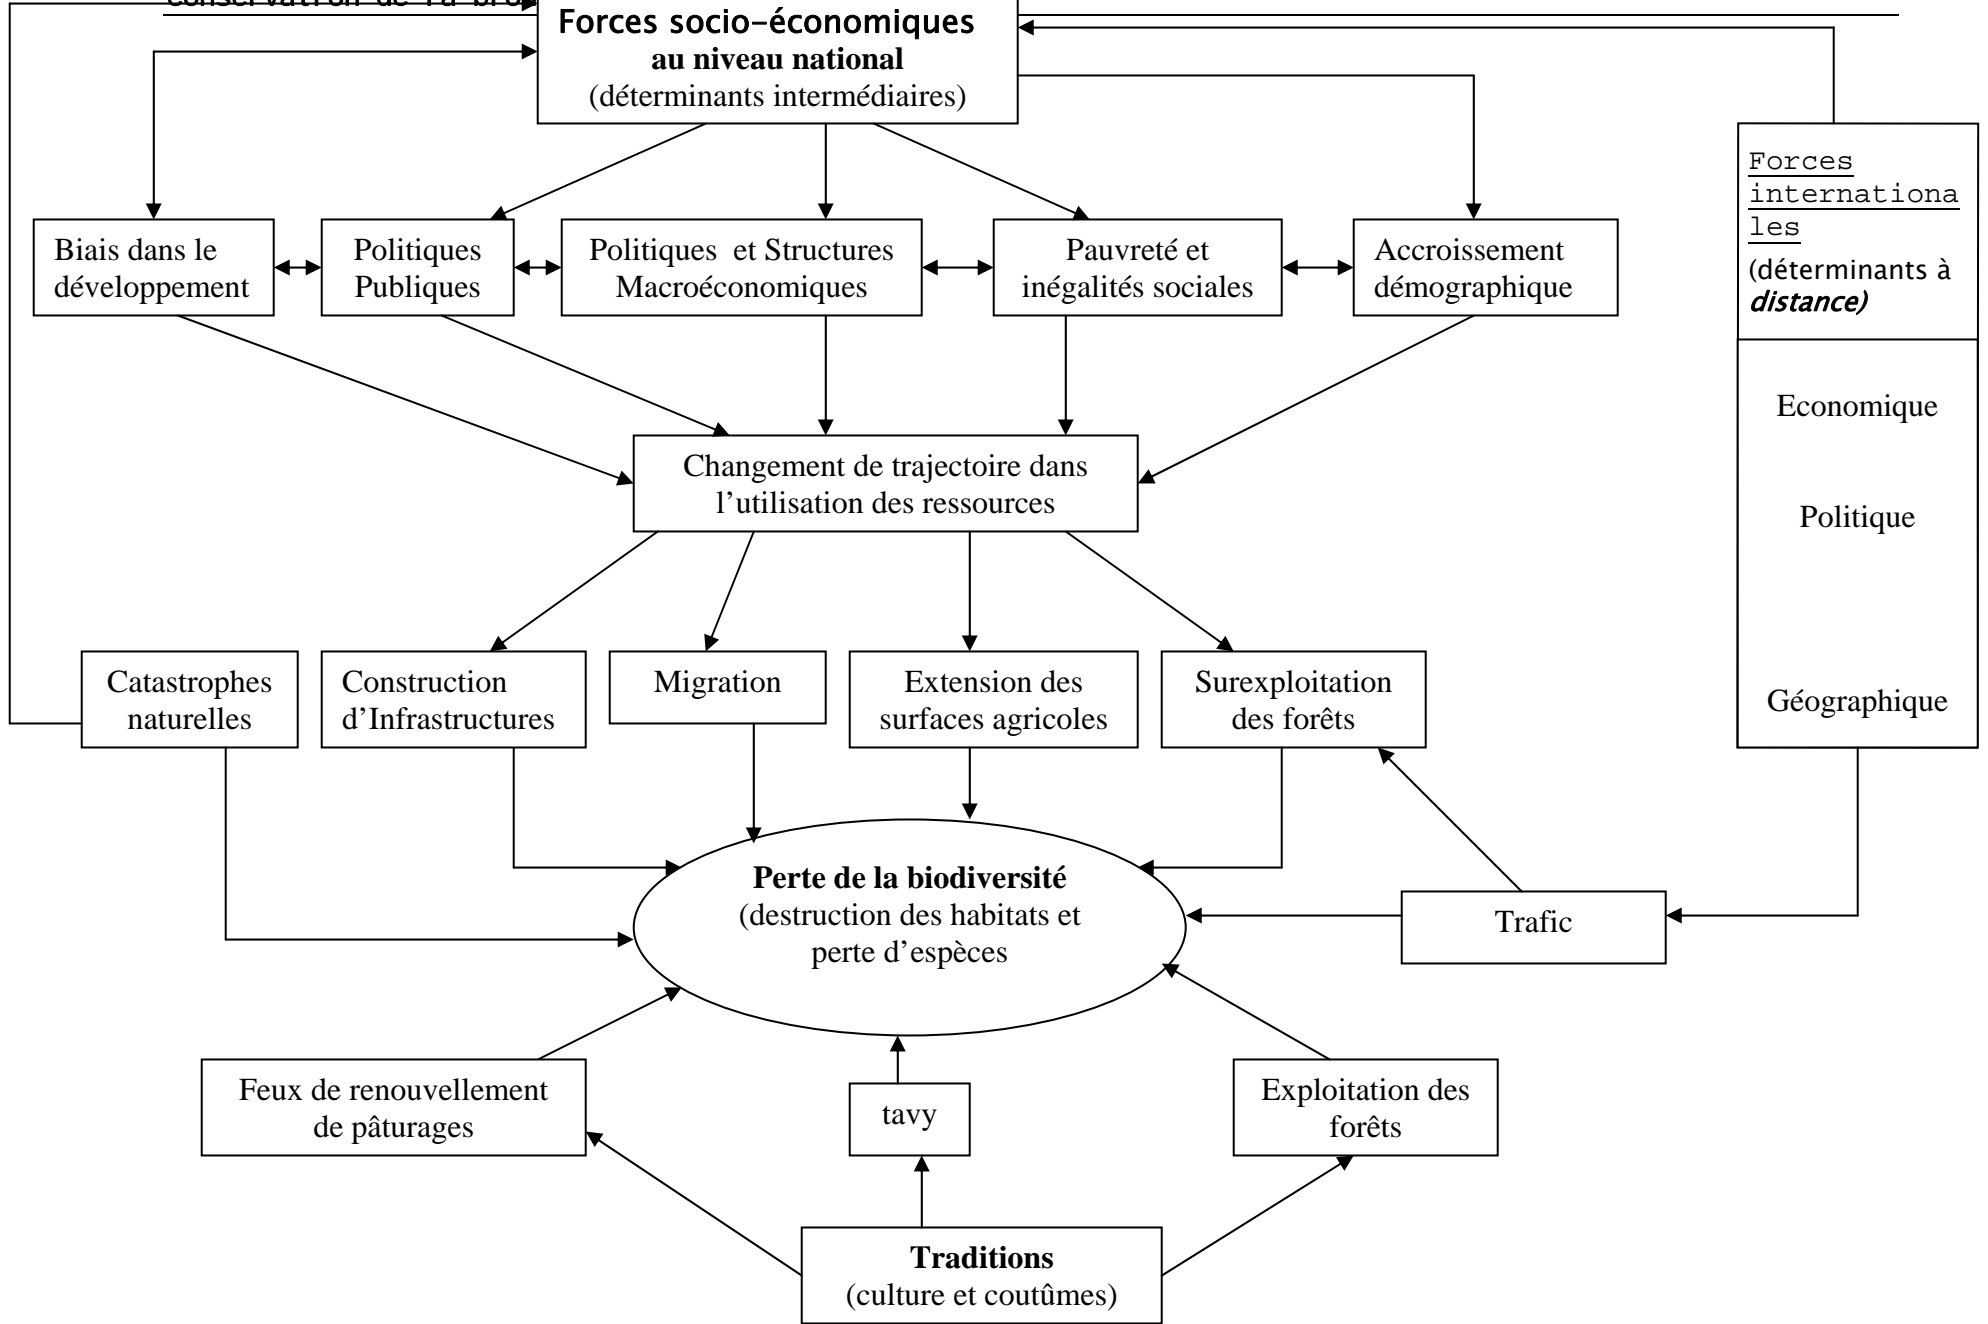 Forces socio-économiques
au niveau national
(déterminants intermédiaires)
Forces
internationa
les
(déterminants à
distance)
Biais dans le
développement
Politiques
Publiques
Politiques et Structures
Macroéconomiques
Pauvreté et
inégalités sociales
Accroissement
démographique
Economique
Politique
Géographique
Changement de trajectoire dans
l’utilisation des ressources
Catastrophes
naturelles
Construction
d’Infrastructures
Migration
Extension des
surfaces agricoles
Surexploitation
des forêts
Perte de la biodiversité
(destruction des habitats et
perte d’espèces
Trafic
Feux de renouvellement
de pâturages
tavy
Exploitation des
forêts
Traditions
(culture et coutûmes)